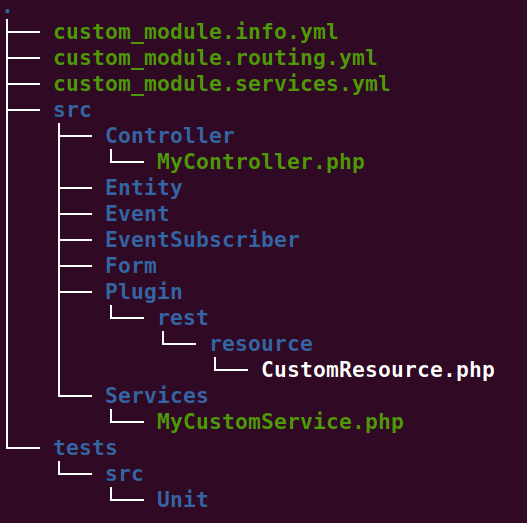 .
custom_module.info.yml
custom_module.routing.yml
custom_module.services.yml
src
Controller
MyController.php
Entity
Event
EventSubscriber
Form
Plugin
rest
resource
CustomResource.php
Services
MyCustomService.php
tests
src
Unit